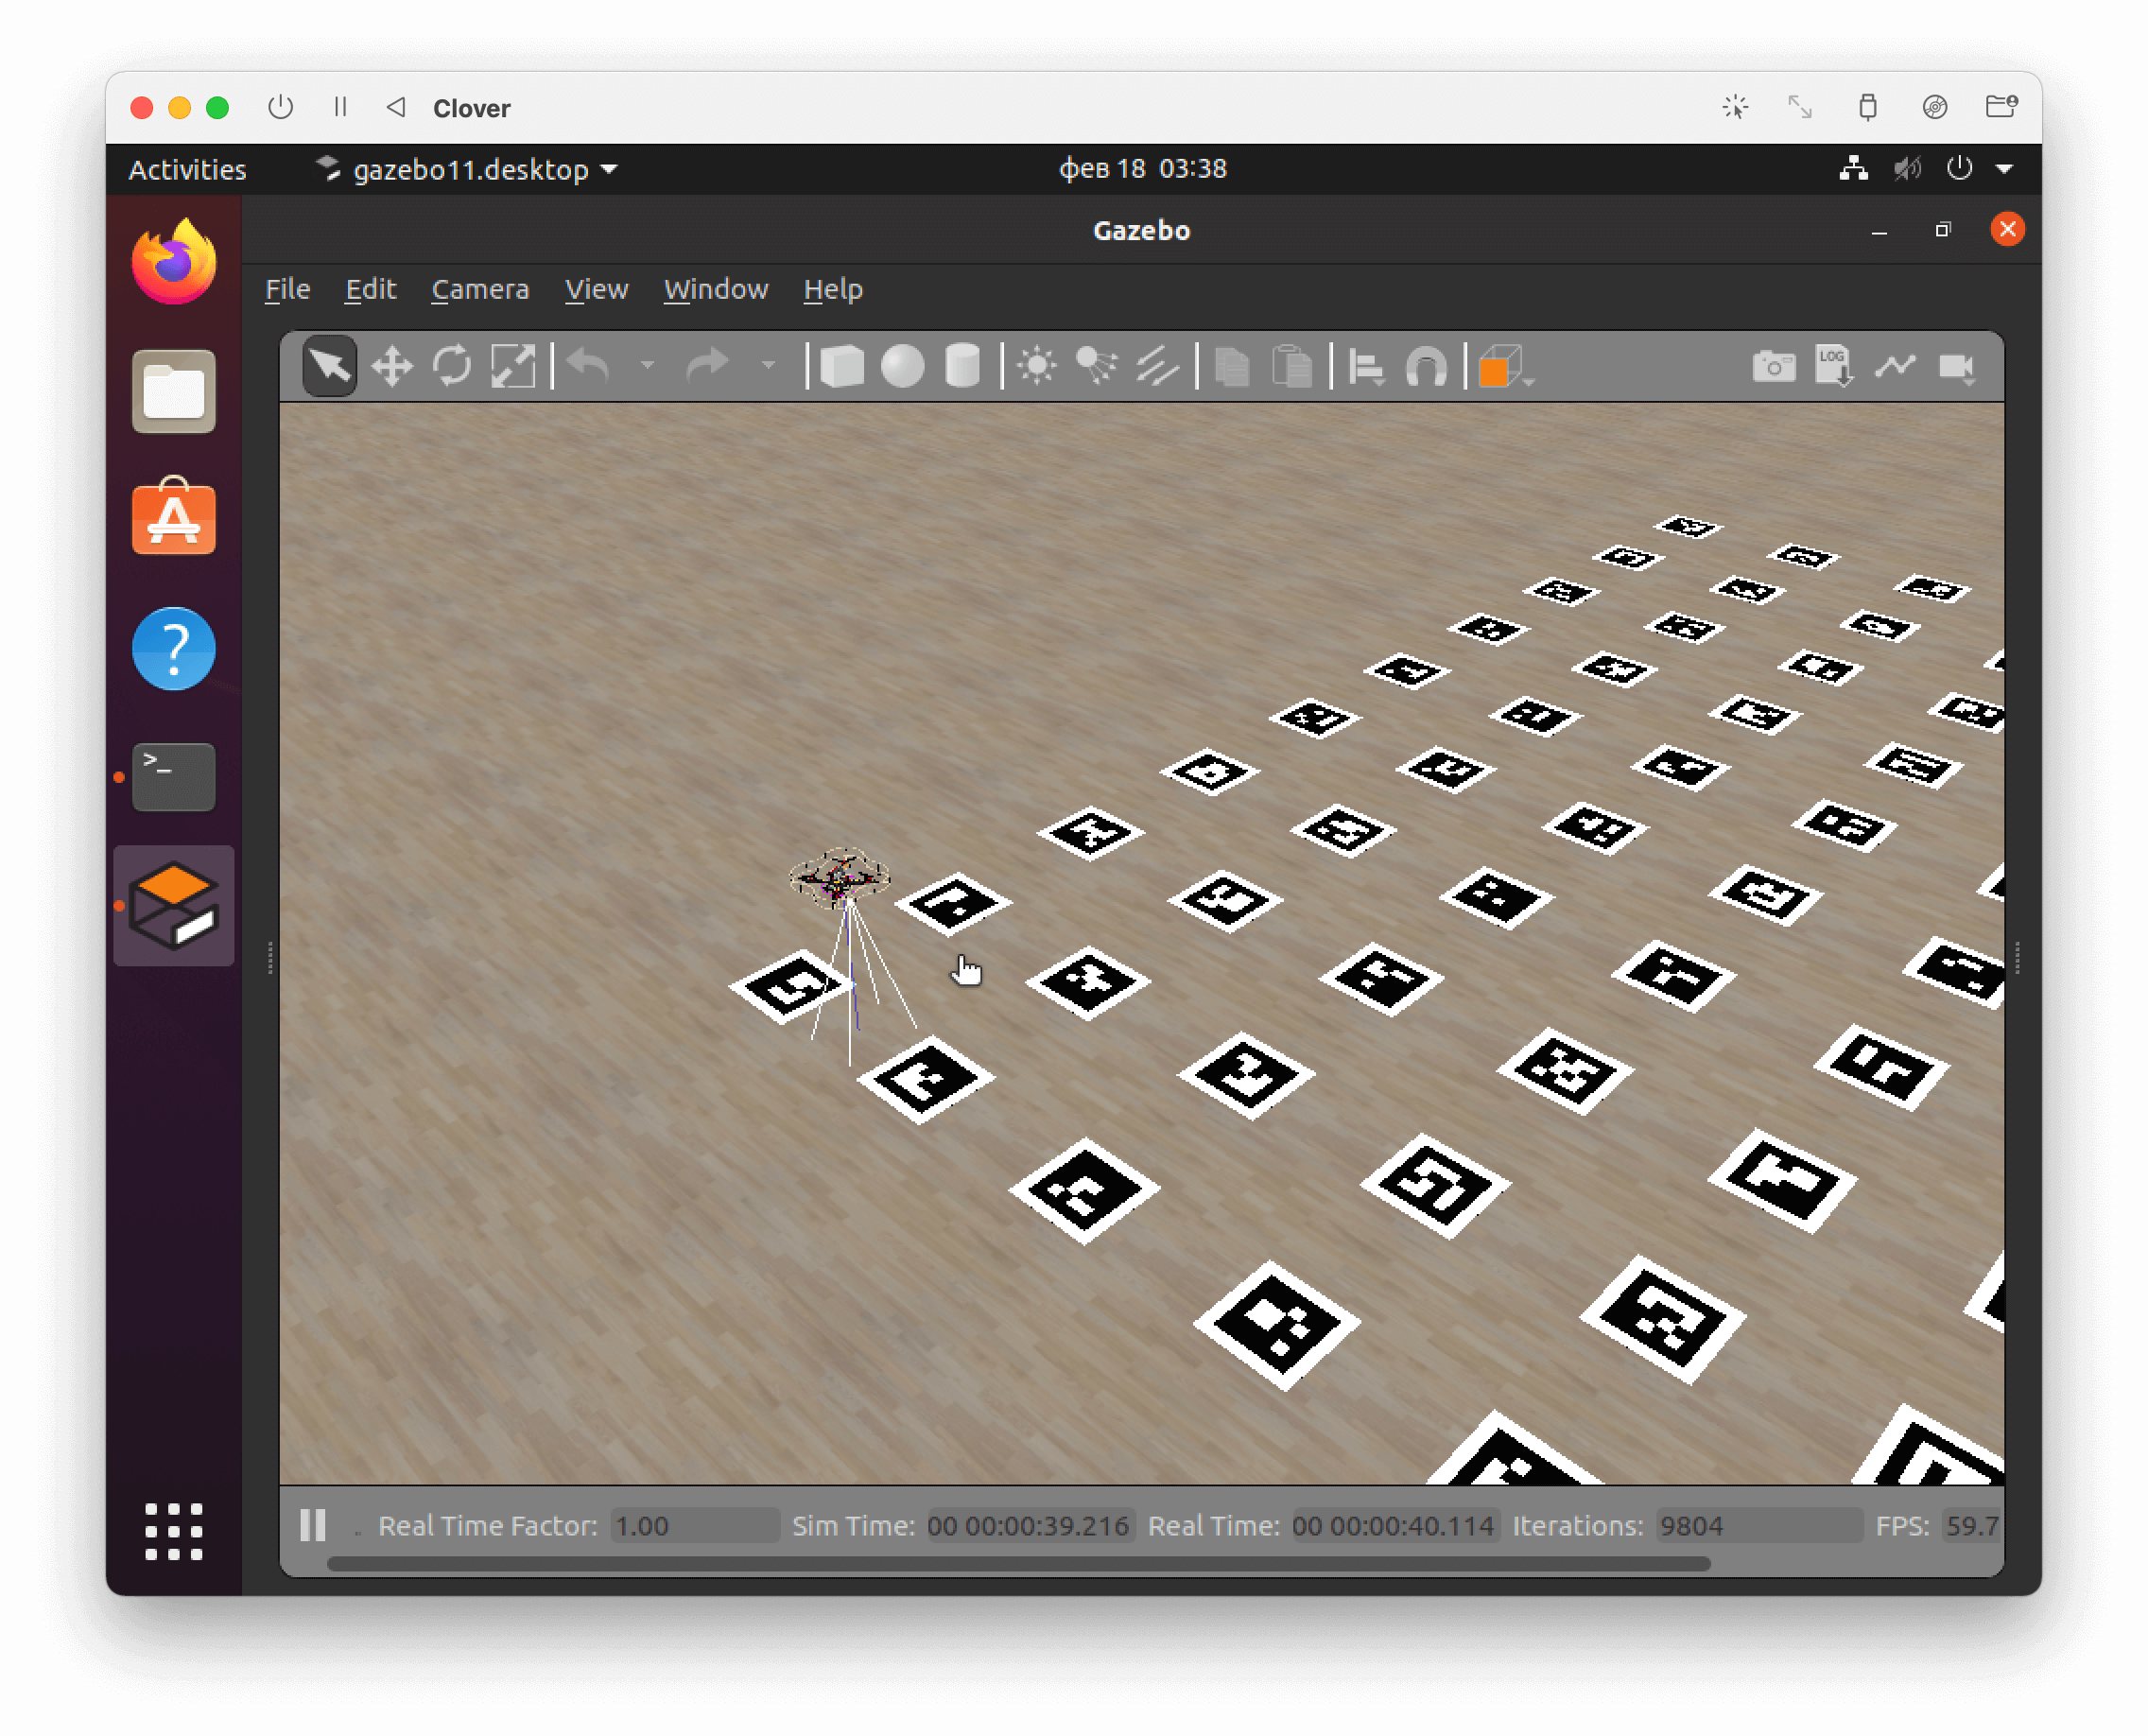 Clover
Activities gazebo11.desktop фев 18 03:38
Gazebo
File Edit Camera View Window Help
LOG
Real Time Factor: 1.00 Sim Time: 00 00:00:39.216 Real Time: 00 00:00:40.114 Iterations: 9804 FPS: 59.7